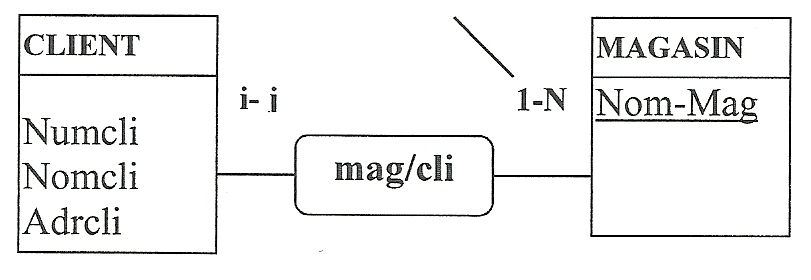 CLIENT
Numcli
Nomcli
Adrcli
i- j
mag/cli
1-N
MAGASIN
Nom-Mag